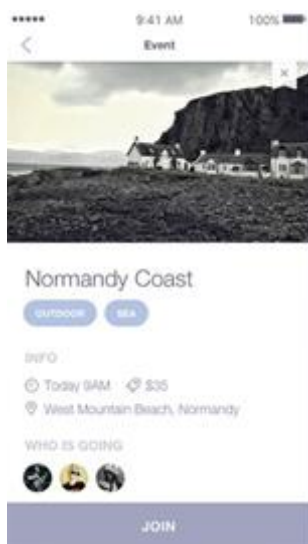 9:41 AM 100%
Event
Normandy Coast
OUTDOOR SEA
INFO
Today 9AM $35
West Mountain Beach, Normandy
WHO IS GOING
JOIN